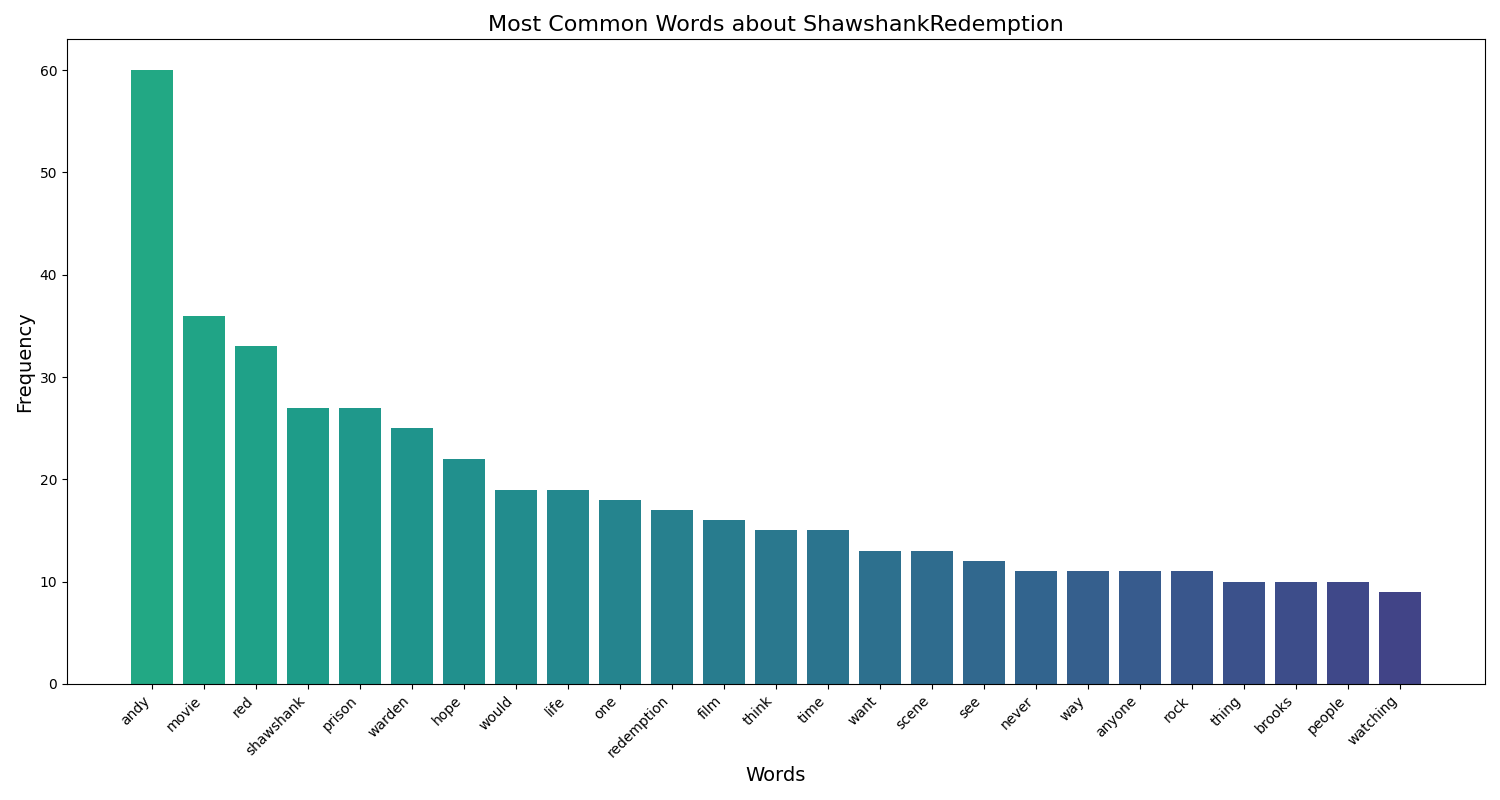 Most Common Words about ShawshankRedemption
Frequency
60
50
40
30
20
10
0
andy
movie
red
shawshank
prison
warden
hope
would
life
one
redemption
film
think
time
want
scene
see
never
way
anyone
rock
thing
brooks
people
watching
Words